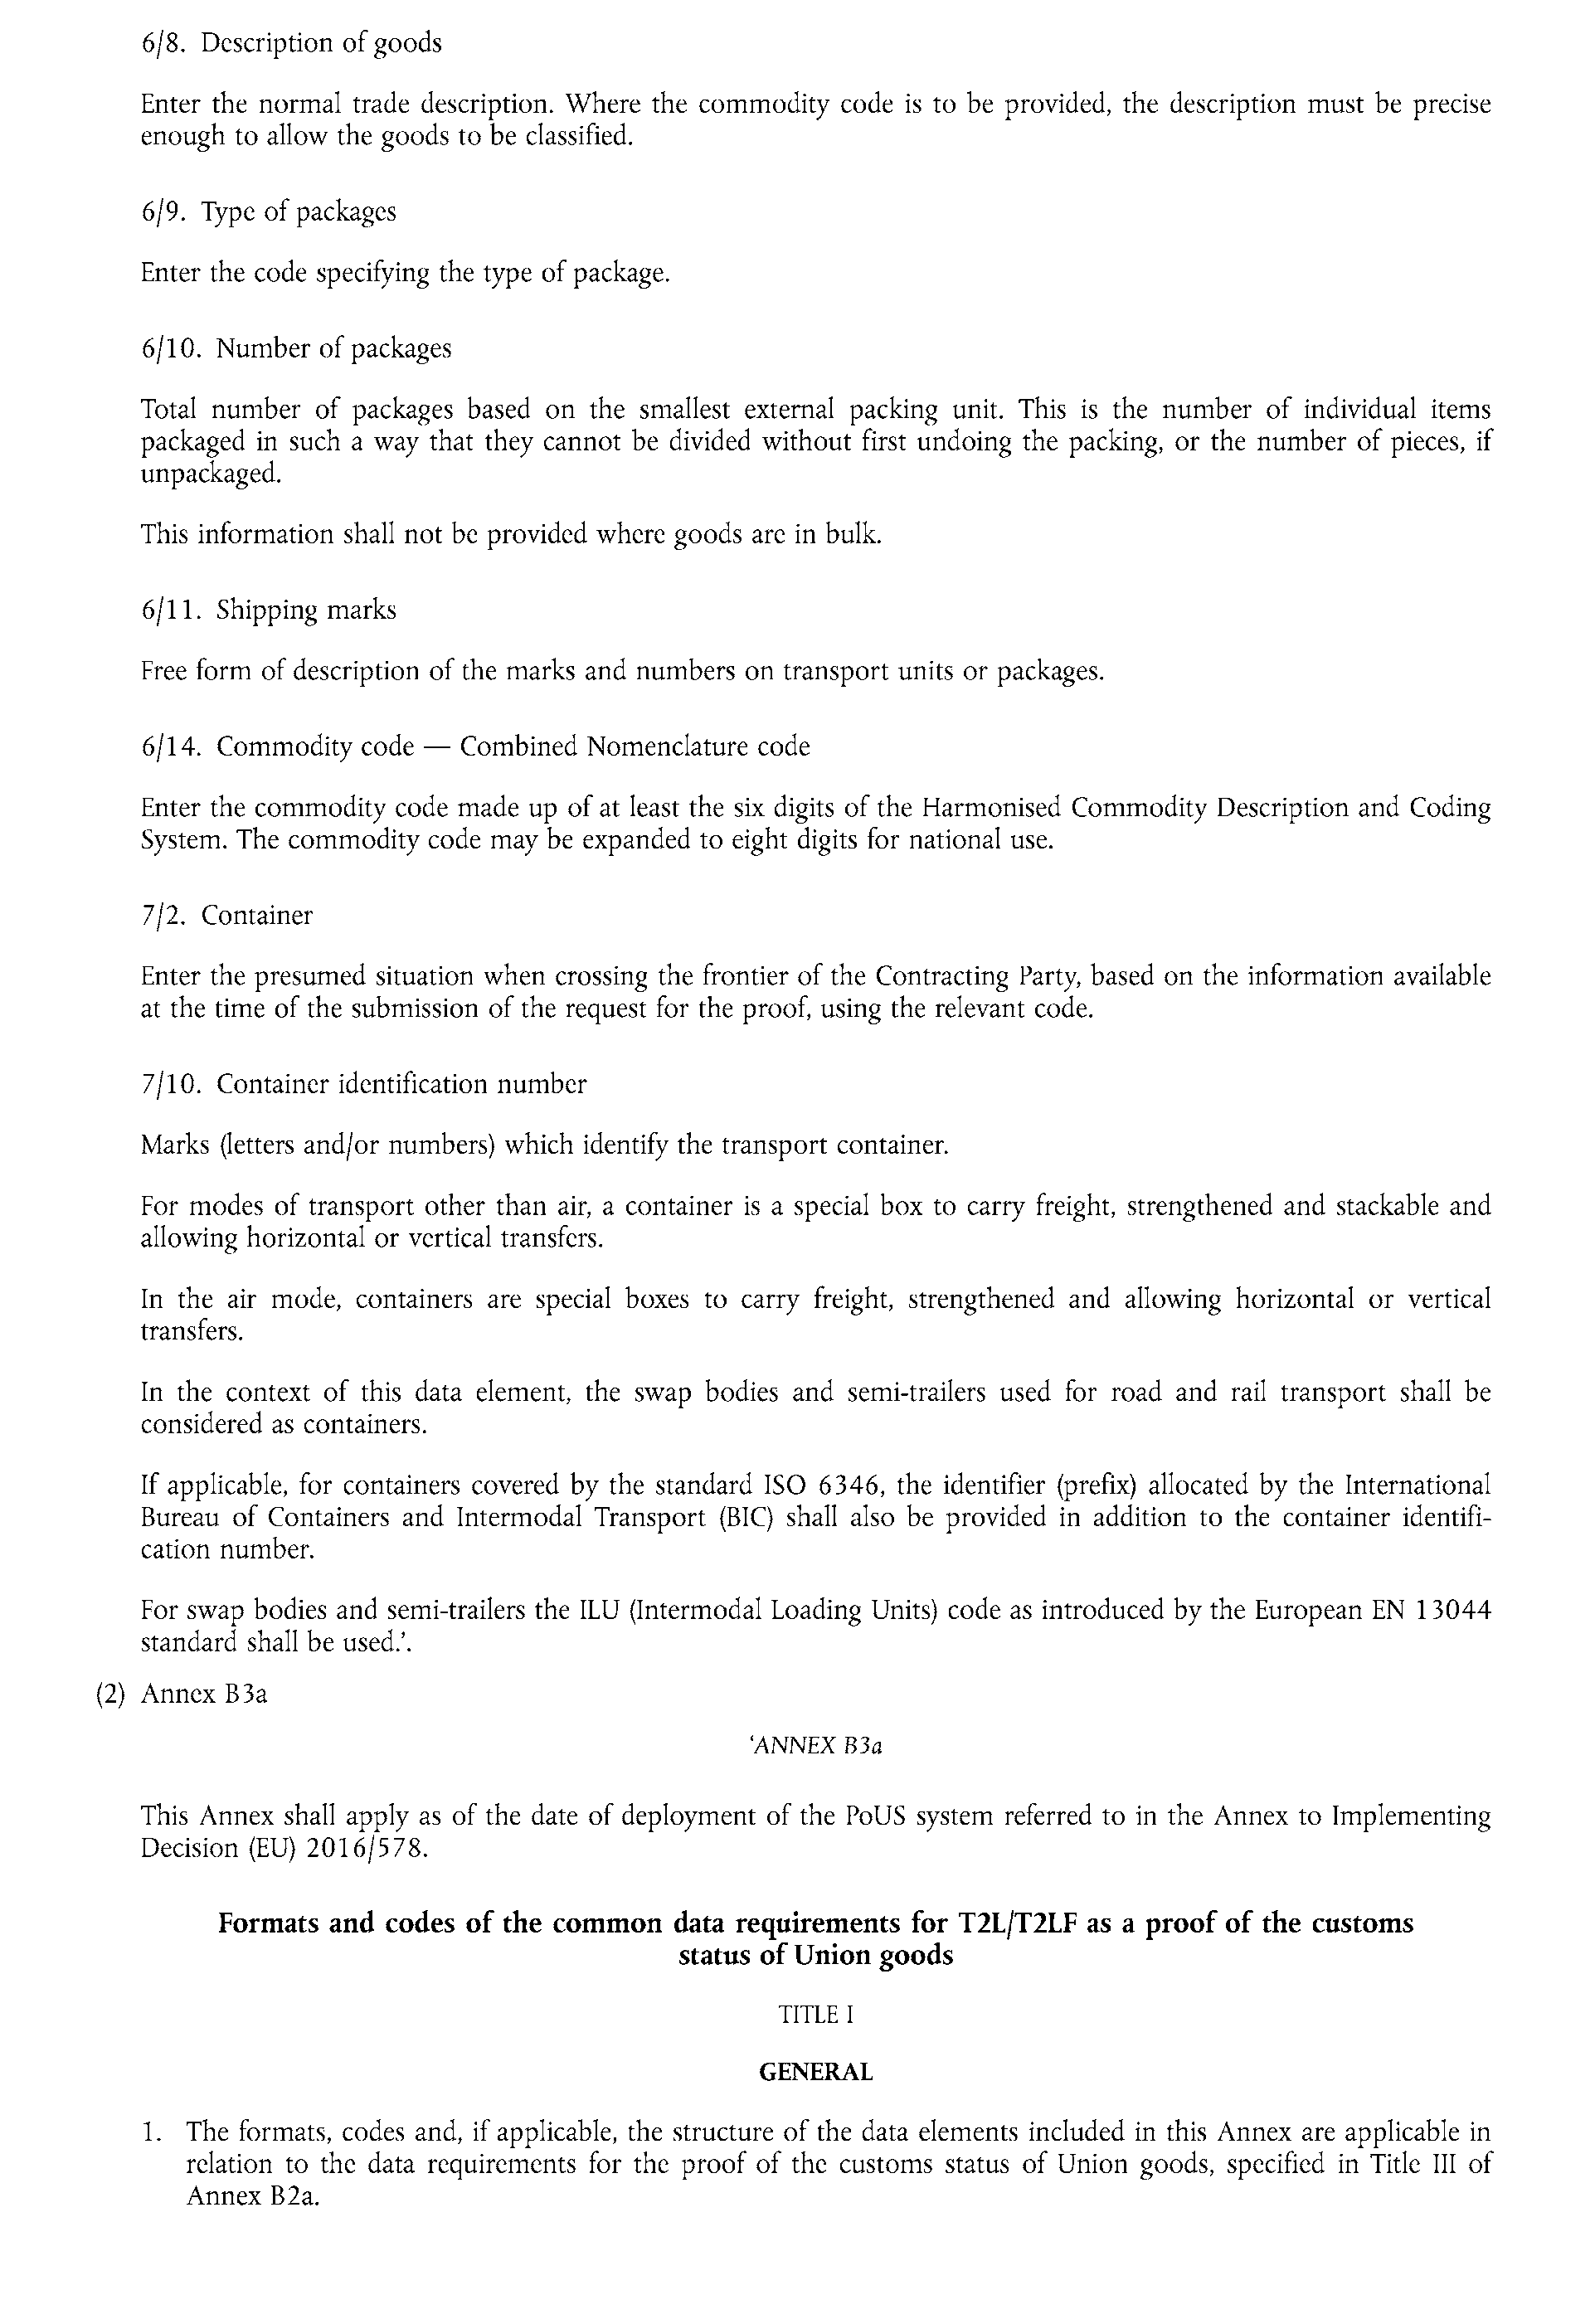 6/8. Description of goods
Enter the normal trade description. Where the commodity code is to be provided, the description must be precise
enough to allow the goods to be classified.
6/9. Type of packages
Enter the code specifying the type of package.
6/10. Number of packages
Total number of packages based on the smallest external packing unit. This is the number of individual items
packaged in such a way that they cannot be divided without first undoing the packing, or the number of pieces, if
unpackaged.
This information shall not be provided where goods are in bulk.
6/11. Shipping marks
Free form of description of the marks and numbers on transport units or packages.
6/14. Commodity code — Combined Nomenclature code
Enter the commodity code made up of at least the six digits of the Harmonised Commodity Description and Coding
System. The commodity code may be expanded to eight digits for national use.
7/2. Container
Enter the presumed situation when crossing the frontier of the Contracting Party, based on the information available
at the time of the submission of the request for the proof, using the relevant code.
7/10. Container identification number
Marks (letters and/or numbers) which identify the transport container.
For modes of transport other than air, a container is a special box to carry freight, strengthened and stackable and
allowing horizontal or vertical transfers.
In the air mode, containers are special boxes to carry freight, strengthened and allowing horizontal or vertical
transfers.
In the context of this data element, the swap bodies and semi-trailers used for road and rail transport shall be
considered as containers.
If applicable, for containers covered by the standard ISO 6346, the identifier (prefix) allocated by the International
Bureau of Containers and Intermodal Transport (BIC) shall also be provided in addition to the container identifi-
cation number.
For swap bodies and semi-trailers the ILU (Intermodal Loading Units) code as introduced by the European EN 13044
standard shall be used.’.
(2) Annex B3a
‘ANNEX B3a
This Annex shall apply as of the date of deployment of the PoUS system referred to in the Annex to Implementing
Decision (EU) 2016/578.
Formats and codes of the common data requirements for T2L/T2LF as a proof of the customs
status of Union goods
TITLE I
GENERAL
1. The formats, codes and, if applicable, the structure of the data elements included in this Annex are applicable in
relation to the data requirements for the proof of the customs status of Union goods, specified in Title III of
Annex B2a.